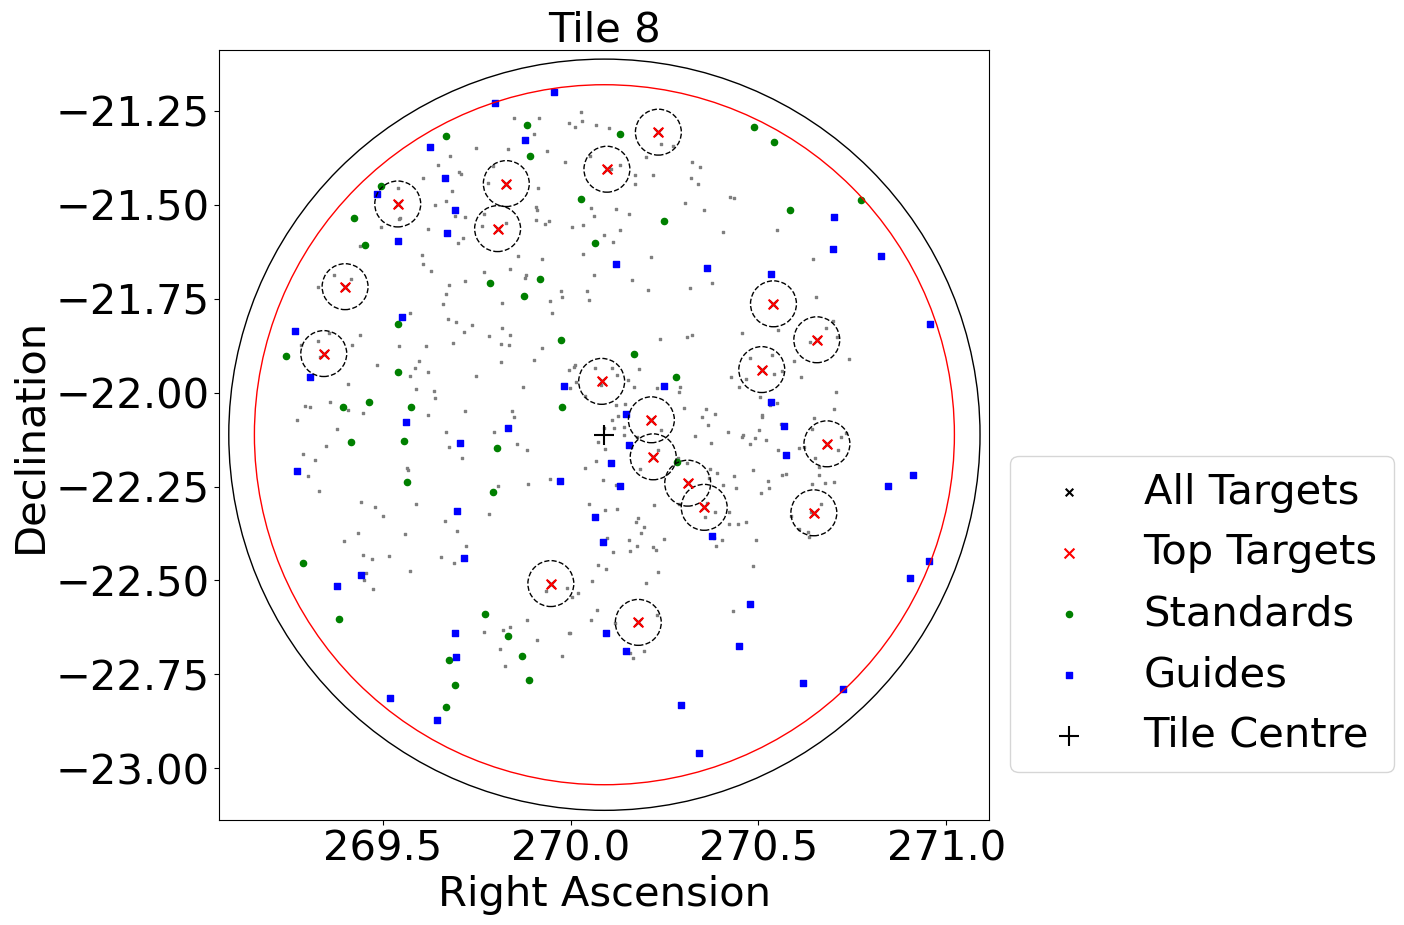 Tile 8
−21.25
−21.50
−21.75
−22.00
−22.25
−22.50
−22.75
−23.00
Declination
269.5 270.0 270.5 271.0
Right Ascension
All Targets
Top Targets
Standards
Guides
Tile Centre